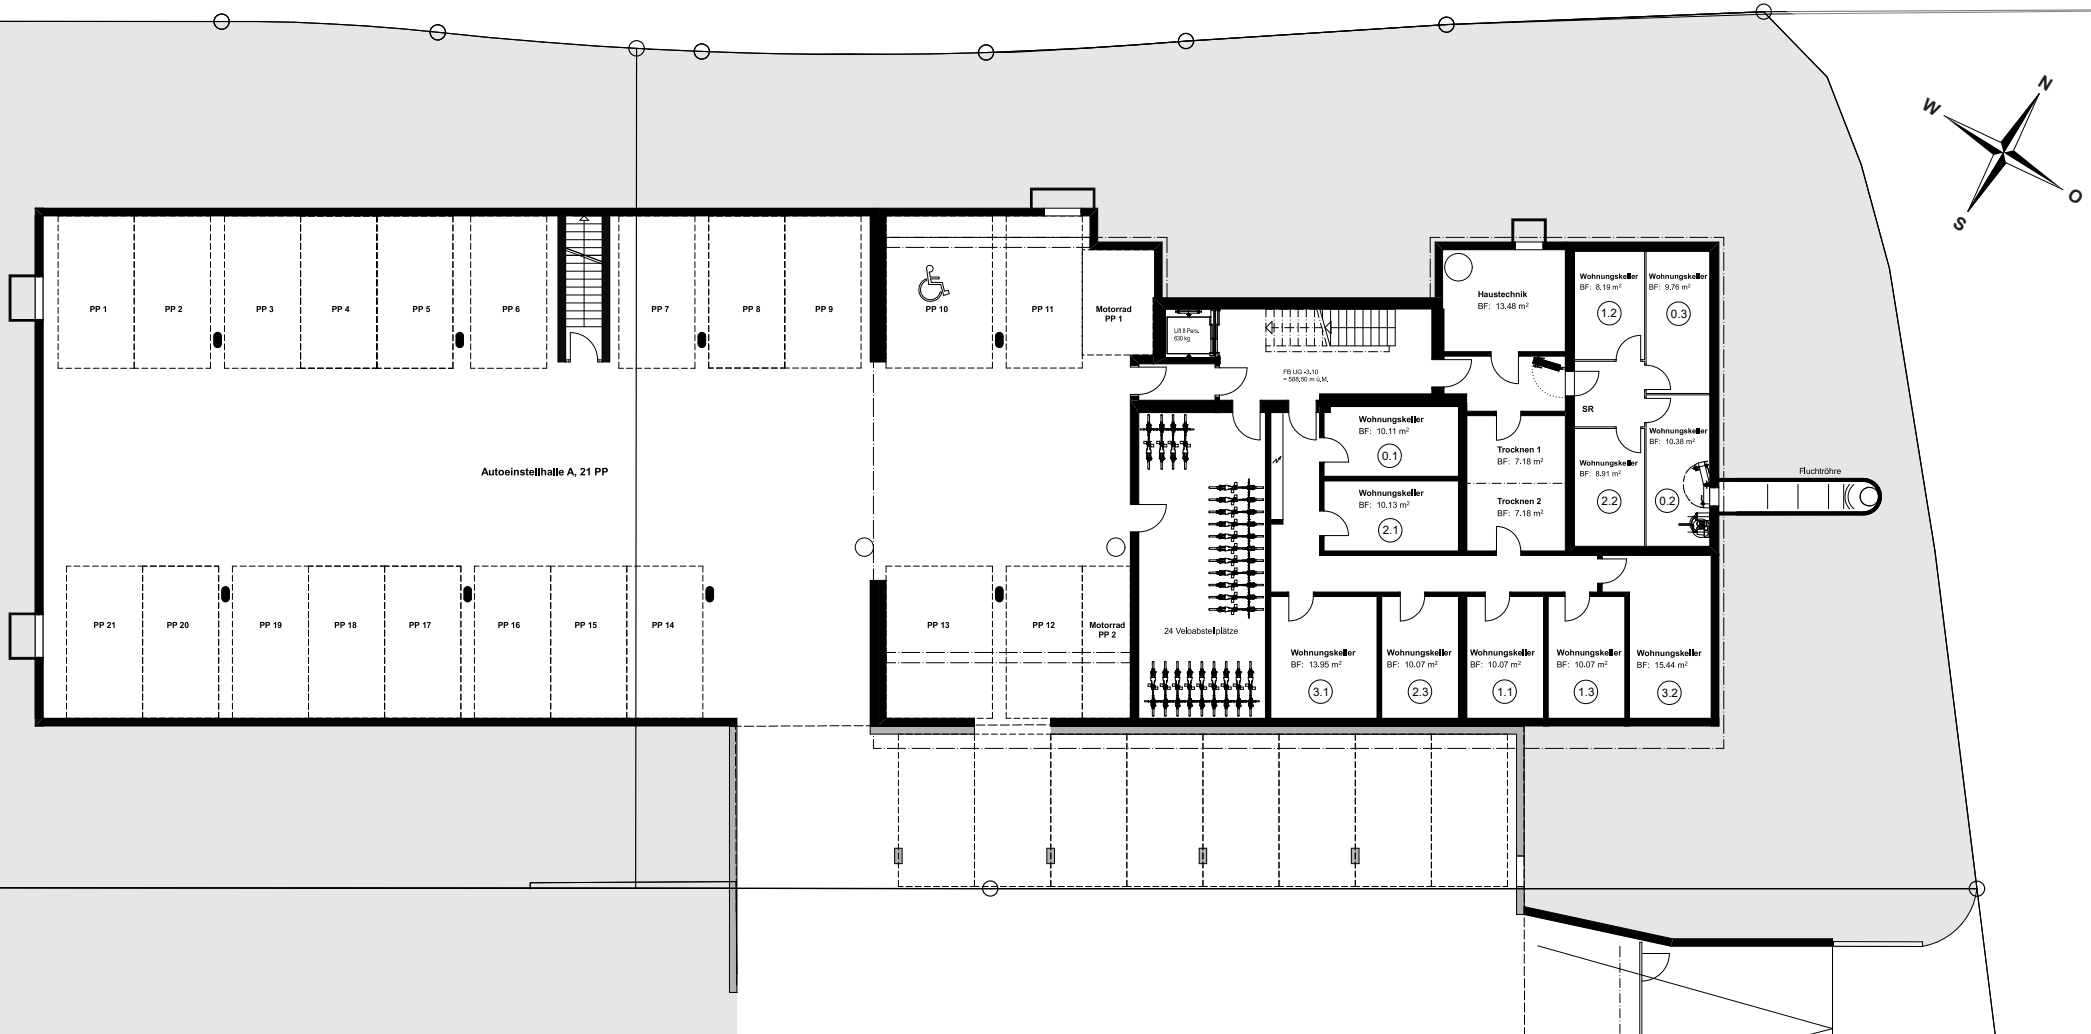 N
W
O
S
PP 1
PP 2
PP 3
PP 4
PP 5
PP 6
PP 7
PP 8
PP 9
PP 10
PP 11
Motorrad
PP 1
Lift 8 Pers.
630 kg
FB UG -3.10
= 588.50 m ü.M.
Haustechnik
BF: 13.48 m²
Wohnungskeller
BF: 8.19 m²
1.2
Wohnungskeller
BF: 9.76 m²
0.3
SR
Wohnungskeller
BF: 10.11 m²
0.1
Wohnungskeller
BF: 10.13 m²
2.1
Trocknen 1
BF: 7.18 m²
Trocknen 2
BF: 7.18 m²
Wohnungskeller
BF: 8.91 m²
2.2
Wohnungskeller
BF: 10.38 m²
0.2
Fluchtröhre
Autoeinstellhalle A, 21 PP
PP 21
PP 20
PP 19
PP 18
PP 17
PP 16
PP 15
PP 14
PP 13
PP 12
Motorrad
PP 2
24 Veloabstellplätze
Wohnungskeller
BF: 13.95 m²
3.1
Wohnungskeller
BF: 10.07 m²
2.3
Wohnungskeller
BF: 10.07 m²
1.1
Wohnungskeller
BF: 10.07 m²
1.3
Wohnungskeller
BF: 15.44 m²
3.2